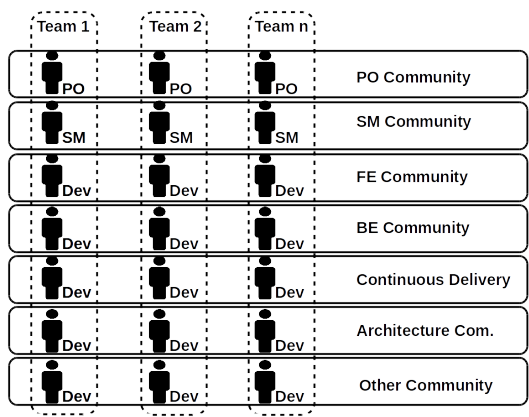 Team 1 Team 2 Team n
PO PO PO PO Community
SM SM SM SM Community
Dev Dev Dev FE Community
Dev Dev Dev BE Community
Dev Dev Dev Continuous Delivery
Dev Dev Dev Architecture Com.
Dev Dev Dev Other Community